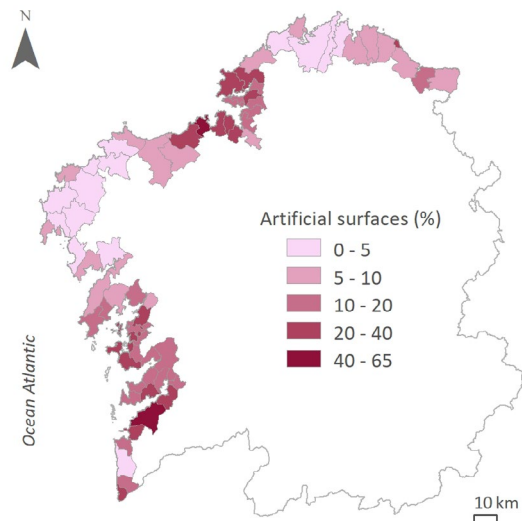 N
Artificial surfaces (%)
0 - 5
5 - 10
10 - 20
20 - 40
40 - 65
Ocean Atlantic
10 km